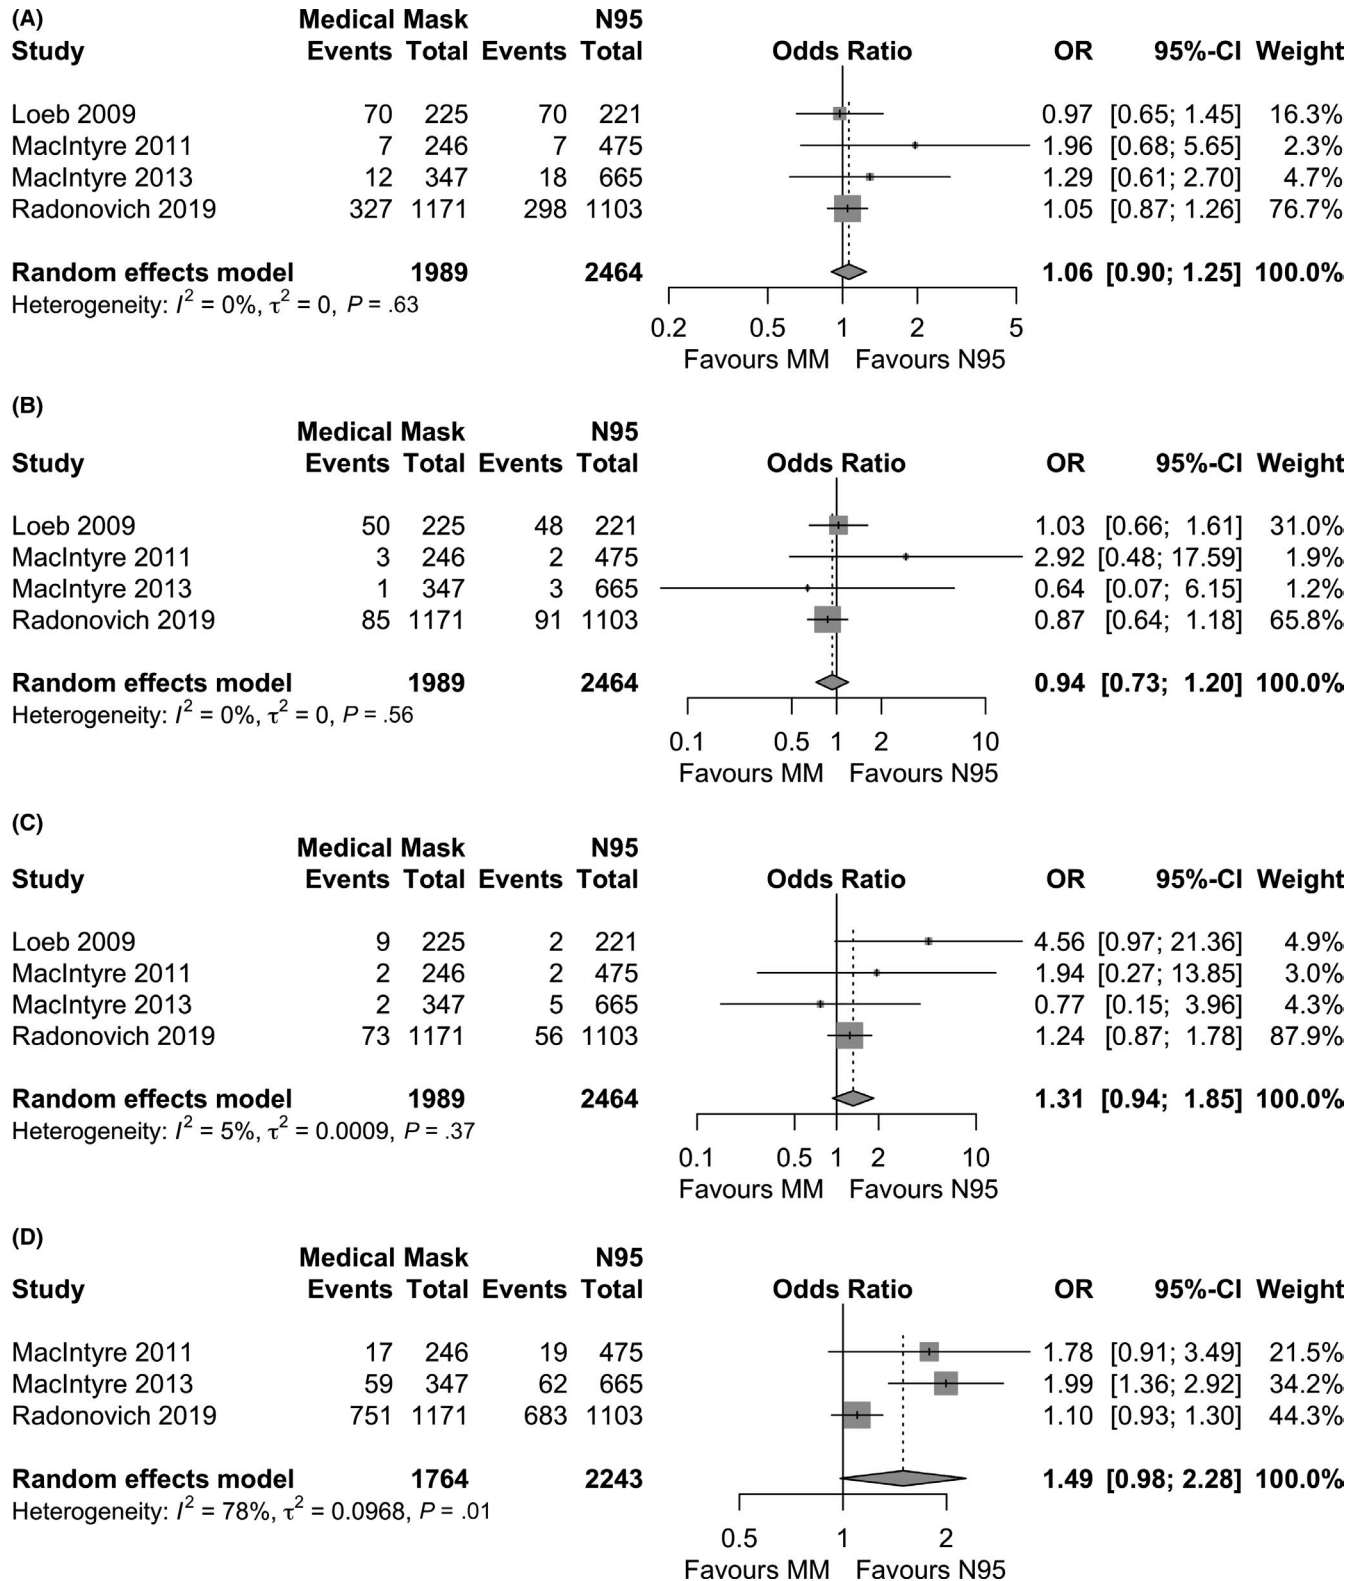 (A) Medical Mask N95
Study Events Total Events Total Odds Ratio OR 95%-CI Weight
Loeb 2009 70 225 70 221 0.97 [0.65; 1.45] 16.3%
MacIntyre 2011 7 246 7 475 1.96 [0.68; 5.65] 2.3%
MacIntyre 2013 12 347 18 665 1.29 [0.61; 2.70] 4.7%
Radonovich 2019 327 1171 298 1103 1.05 [0.87; 1.26] 76.7%
Random effects model 1989 2464 1.06 [0.90; 1.25] 100.0%
Heterogeneity: I² = 0%, τ² = 0, P = .63
0.2 0.5 1 2 5
Favours MM Favours N95
(B)
Medical Mask N95
Study Events Total Events Total Odds Ratio OR 95%-CI Weight
Loeb 2009 50 225 48 221 1.03 [0.66; 1.61] 31.0%
MacIntyre 2011 3 246 2 475 2.92 [0.48; 17.59] 1.9%
MacIntyre 2013 1 347 3 665 0.64 [0.07; 6.15] 1.2%
Radonovich 2019 85 1171 91 1103 0.87 [0.64; 1.18] 65.8%
Random effects model 1989 2464 0.94 [0.73; 1.20] 100.0%
Heterogeneity: I² = 0%, τ² = 0, P = .56
0.1 0.5 1 2 10
Favours MM Favours N95
(C)
Medical Mask N95
Study Events Total Events Total Odds Ratio OR 95%-CI Weight
Loeb 2009 9 225 2 221 4.56 [0.97; 21.36] 4.9%
MacIntyre 2011 2 246 2 475 1.94 [0.27; 13.85] 3.0%
MacIntyre 2013 2 347 5 665 0.77 [0.15; 3.96] 4.3%
Radonovich 2019 73 1171 56 1103 1.24 [0.87; 1.78] 87.9%
Random effects model 1989 2464 1.31 [0.94; 1.85] 100.0%
Heterogeneity: I² = 5%, τ² = 0.0009, P = .37
0.1 0.5 1 2 10
Favours MM Favours N95
(D)
Medical Mask N95
Study Events Total Events Total Odds Ratio OR 95%-CI Weight
MacIntyre 2011 17 246 19 475 1.78 [0.91; 3.49] 21.5%
MacIntyre 2013 59 347 62 665 1.99 [1.36; 2.92] 34.2%
Radonovich 2019 751 1171 683 1103 1.10 [0.93; 1.30] 44.3%
Random effects model 1764 2243 1.49 [0.98; 2.28] 100.0%
Heterogeneity: I² = 78%, τ² = 0.0968, P = .01
0.5 1 2
Favours MM Favours N95